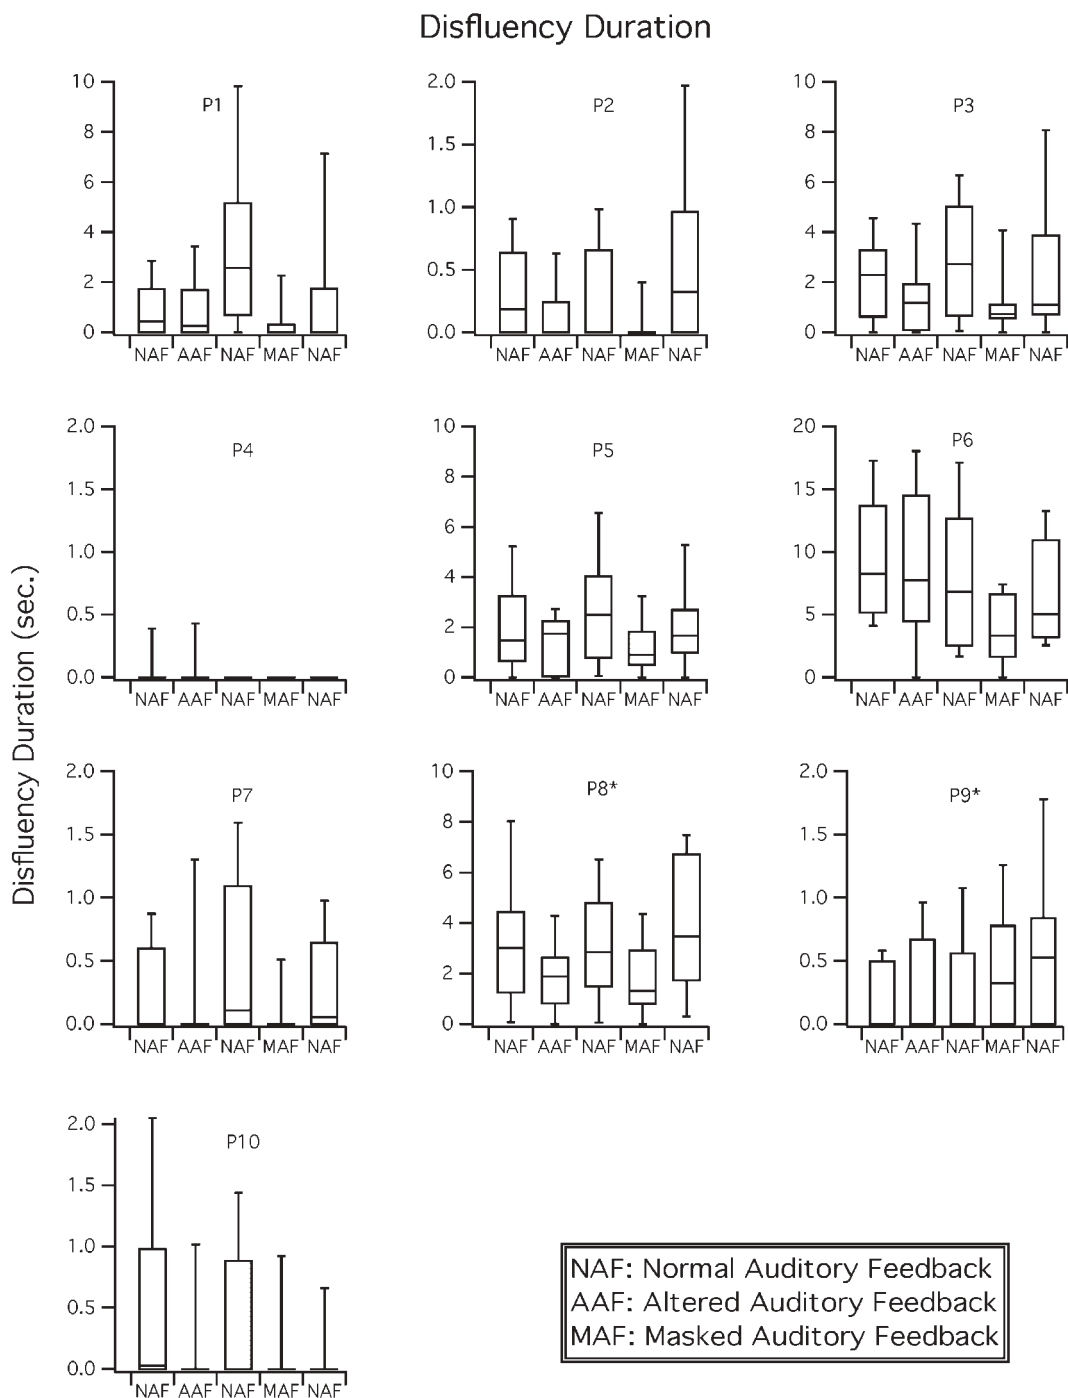 Disfluency Duration
Disfluency Duration (sec.)
P1
10
8
6
4
2
0
NAF AAF NAF MAF NAF
P2
2.0
1.5
1.0
0.5
0.0
NAF AAF NAF MAF NAF
P3
10
8
6
4
2
0
NAF AAF NAF MAF NAF
P4
2.0
1.5
1.0
0.5
0.0
NAF AAF NAF MAF NAF
P5
10
8
6
4
2
0
NAF AAF NAF MAF NAF
P6
20
15
10
5
0
NAF AAF NAF MAF NAF
P7
2.0
1.5
1.0
0.5
0.0
NAF AAF NAF MAF NAF
P8*
10
8
6
4
2
0
NAF AAF NAF MAF NAF
P9*
2.0
1.5
1.0
0.5
0.0
NAF AAF NAF MAF NAF
P10
2.0
1.5
1.0
0.5
0.0
NAF AAF NAF MAF NAF
NAF: Normal Auditory Feedback
AAF: Altered Auditory Feedback
MAF: Masked Auditory Feedback